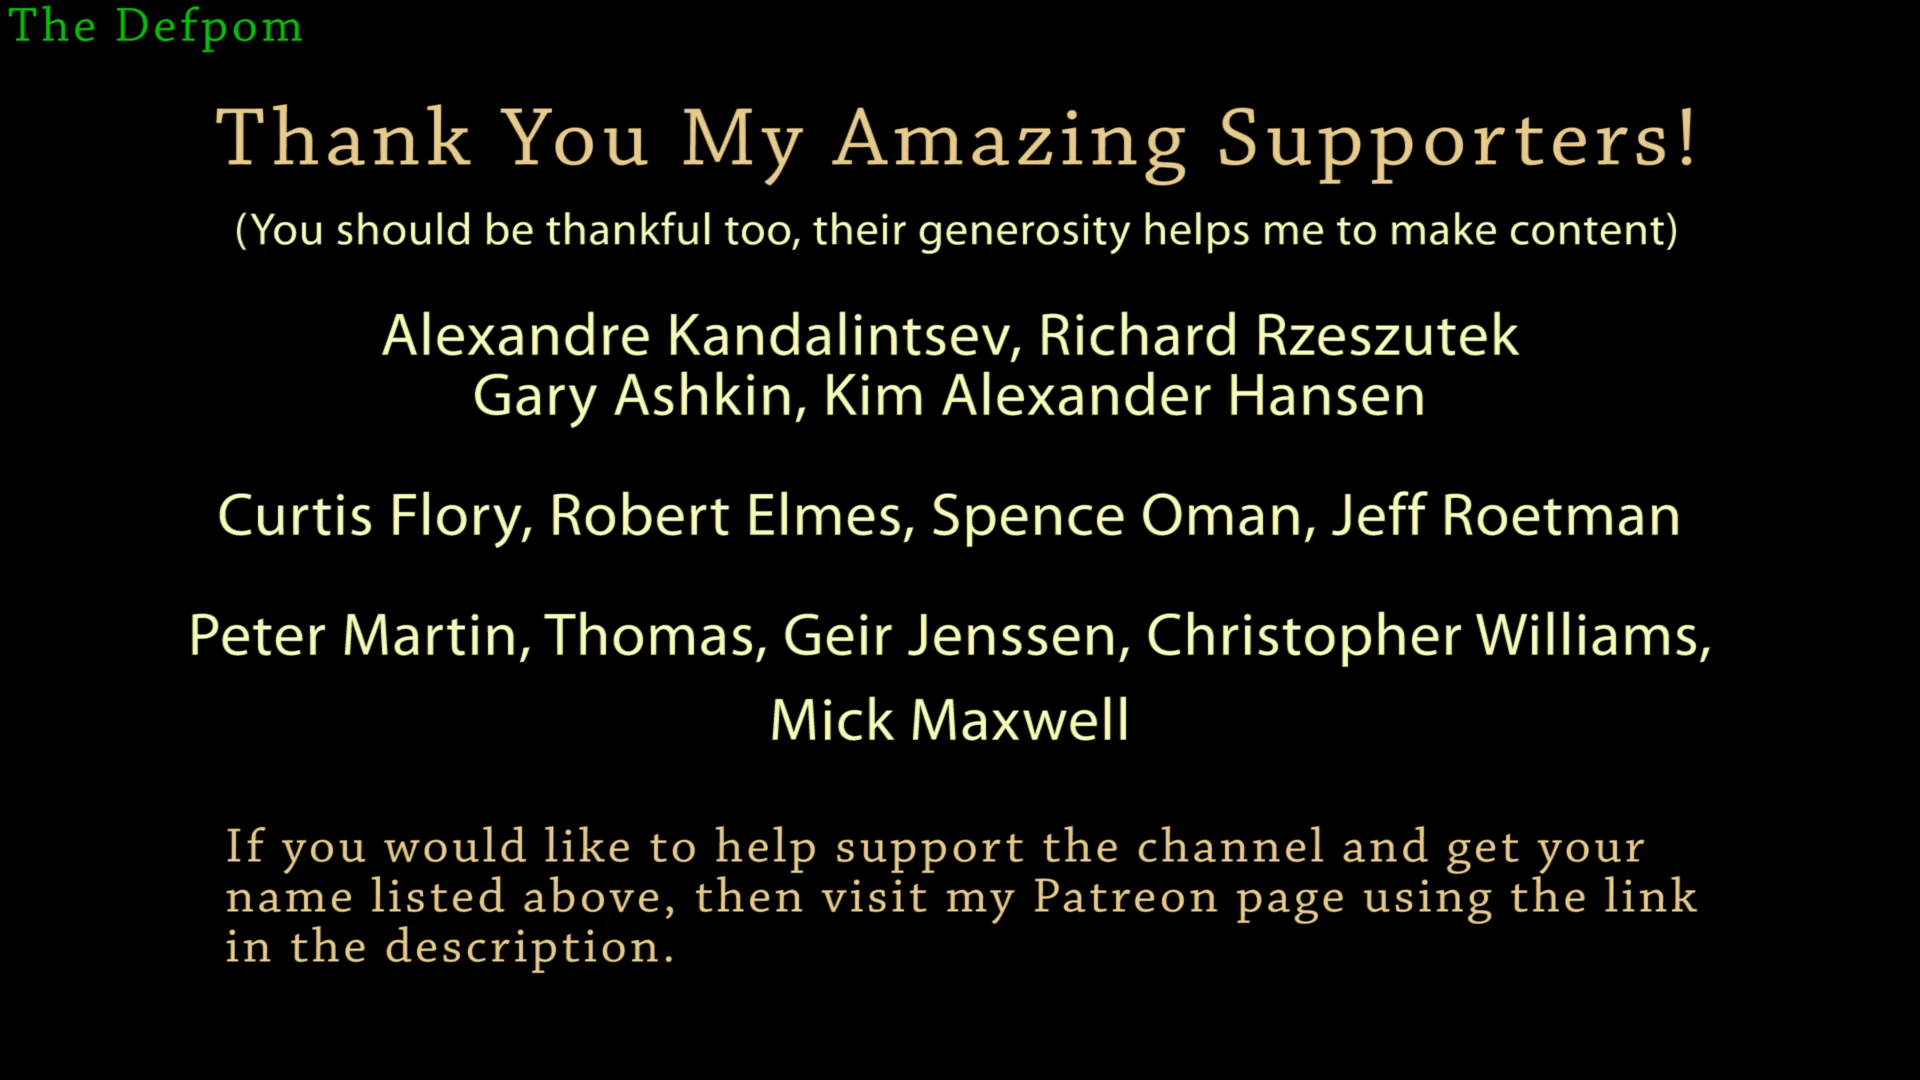 The Defpom
Thank You My Amazing Supporters!
(You should be thankful too, their generosity helps me to make content)
Alexandre Kandalintsev, Richard Rzeszutek
Gary Ashkin, Kim Alexander Hansen
Curtis Flory, Robert Elmes, Spence Oman, Jeff Roetman
Peter Martin, Thomas, Geir Jenssen, Christopher Williams,
Mick Maxwell
If you would like to help support the channel and get your
name listed above, then visit my Patreon page using the link
in the description.